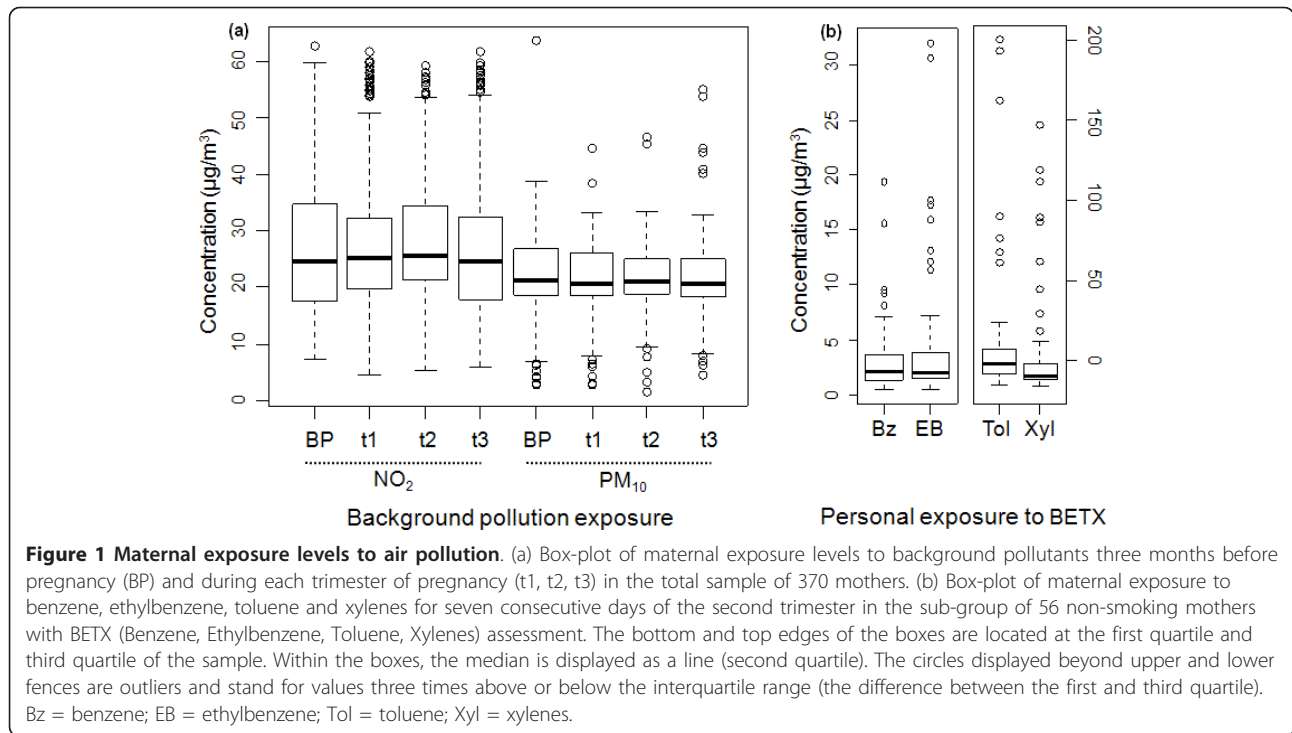 (a)
Concentration (µg/m³)
60
50
40
30
20
10
0
BP t1 t2 t3 BP t1 t2 t3
NO₂ PM₁₀
Background pollution exposure
(b)
Concentration (µg/m³)
30
25
20
15
10
5
0
200
150
100
50
0
Bz EB Tol Xyl
Personal exposure to BETX
Figure 1 Maternal exposure levels to air pollution. (a) Box-plot of maternal exposure levels to background pollutants three months before
pregnancy (BP) and during each trimester of pregnancy (t1, t2, t3) in the total sample of 370 mothers. (b) Box-plot of maternal exposure to
benzene, ethylbenzene, toluene and xylenes for seven consecutive days of the second trimester in the sub-group of 56 non-smoking mothers
with BETX (Benzene, Ethylbenzene, Toluene, Xylenes) assessment. The bottom and top edges of the boxes are located at the first quartile and
third quartile of the sample. Within the boxes, the median is displayed as a line (second quartile). The circles displayed beyond upper and lower
fences are outliers and stand for values three times above or below the interquartile range (the difference between the first and third quartile).
Bz = benzene; EB = ethylbenzene; Tol = toluene; Xyl = xylenes.